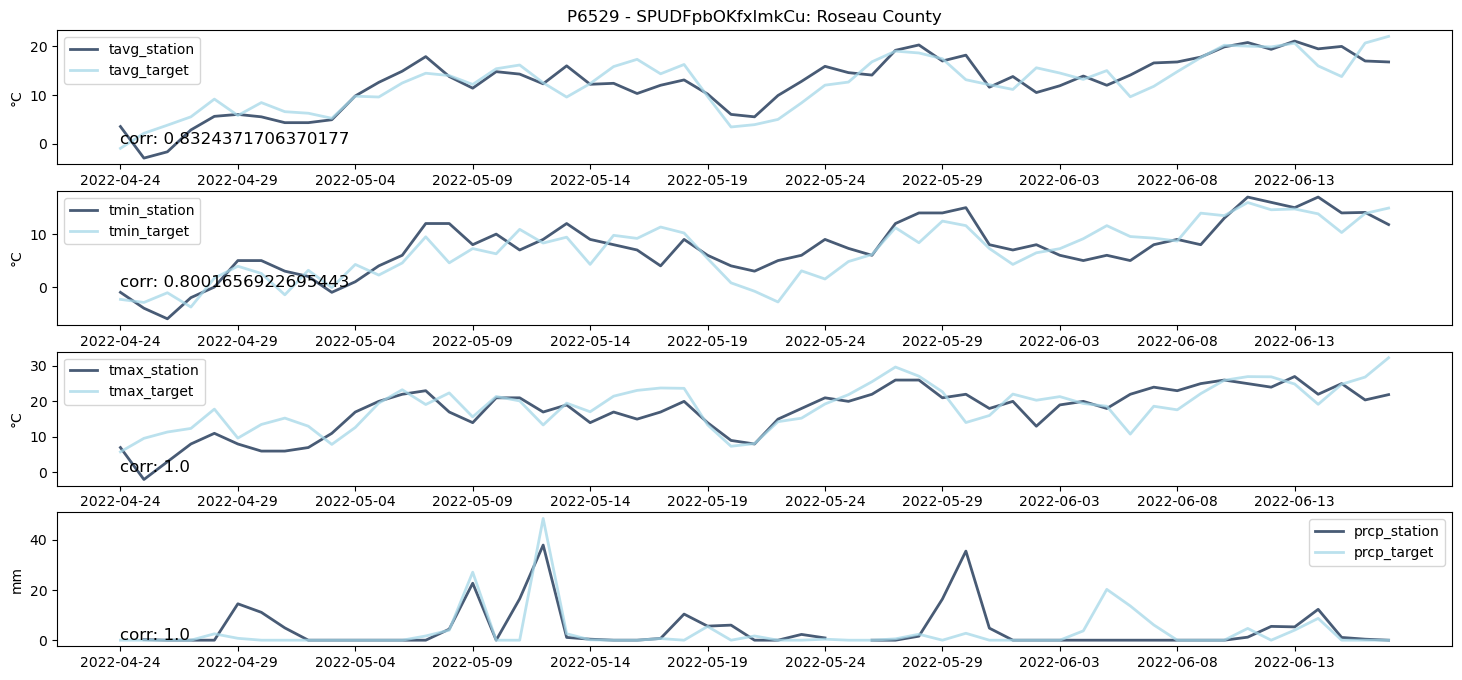 P6529 - SPUDFpbOKfxImkCu: Roseau County
tavg_station
tavg_target
20
10
0
°C
corr: 0.8324371706370177
2022-04-24 2022-04-29 2022-05-04 2022-05-09 2022-05-14 2022-05-19 2022-05-24 2022-05-29 2022-06-03 2022-06-08 2022-06-13
tmin_station
tmin_target
10
0
°C
corr: 0.8001656922695443
2022-04-24 2022-04-29 2022-05-04 2022-05-09 2022-05-14 2022-05-19 2022-05-24 2022-05-29 2022-06-03 2022-06-08 2022-06-13
tmax_station
tmax_target
30
20
10
0
°C
corr: 1.0
2022-04-24 2022-04-29 2022-05-04 2022-05-09 2022-05-14 2022-05-19 2022-05-24 2022-05-29 2022-06-03 2022-06-08 2022-06-13
prcp_station
prcp_target
40
20
0
mm
corr: 1.0
2022-04-24 2022-04-29 2022-05-04 2022-05-09 2022-05-14 2022-05-19 2022-05-24 2022-05-29 2022-06-03 2022-06-08 2022-06-13